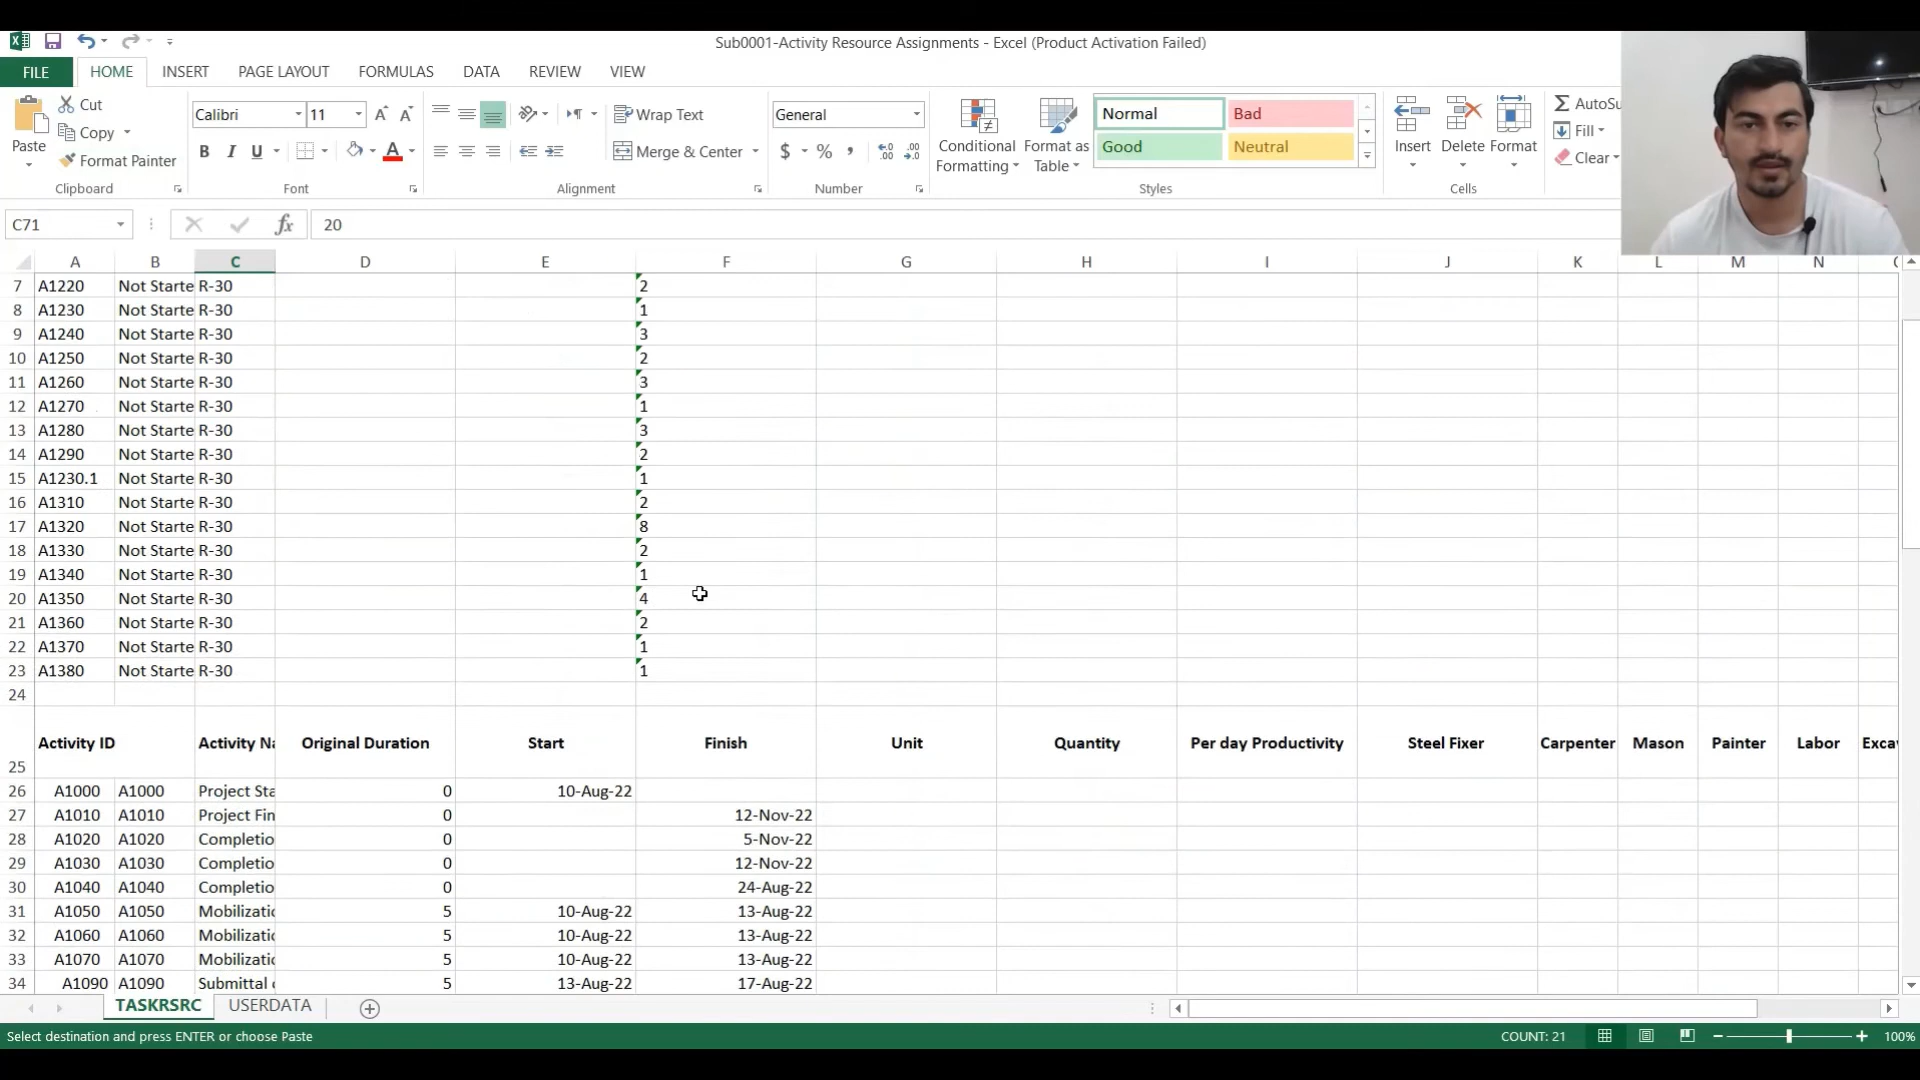 Sub0001-Activity Resource Assignments - Excel (Product Activation Failed)
FILE HOME INSERT PAGE LAYOUT FORMULAS DATA REVIEW VIEW
Paste Cut Copy Format Painter
Calibri 11 A A
B I U A
Wrap Text
Merge & Center
General
$ % ,
Conditional Formatting
Format as Table
Normal Bad
Good Neutral
Insert Delete Format
Σ AutoSu
Fill
Clear
Clipboard Font Alignment Number Styles Cells
C71 fx 20
A B C D E F G H I J K L M N
7 A1220 Not Starte R-30 2
8 A1230 Not Starte R-30 1
9 A1240 Not Starte R-30 3
10 A1250 Not Starte R-30 2
11 A1260 Not Starte R-30 3
12 A1270 Not Starte R-30 1
13 A1280 Not Starte R-30 3
14 A1290 Not Starte R-30 2
15 A1230.1 Not Starte R-30 1
16 A1310 Not Starte R-30 2
17 A1320 Not Starte R-30 8
18 A1330 Not Starte R-30 2
19 A1340 Not Starte R-30 1
20 A1350 Not Starte R-30 4
21 A1360 Not Starte R-30 2
22 A1370 Not Starte R-30 1
23 A1380 Not Starte R-30 1
24
25 Activity ID Activity Na Original Duration Start Finish Unit Quantity Per day Productivity Steel Fixer Carpenter Mason Painter Labor Exca
26 A1000 A1000 Project Sta 0 10-Aug-22
27 A1010 A1010 Project Fin 0 12-Nov-22
28 A1020 A1020 Completio 0 5-Nov-22
29 A1030 A1030 Completio 0 12-Nov-22
30 A1040 A1040 Completio 0 24-Aug-22
31 A1050 A1050 Mobilizatio 5 10-Aug-22 13-Aug-22
32 A1060 A1060 Mobilizatio 5 10-Aug-22 13-Aug-22
33 A1070 A1070 Mobilizatio 5 10-Aug-22 13-Aug-22
34 A1090 A1090 Submittal 5 13-Aug-22 17-Aug-22
TASKRSRC USERDATA
Select destination and press ENTER or choose Paste COUNT: 21 100%